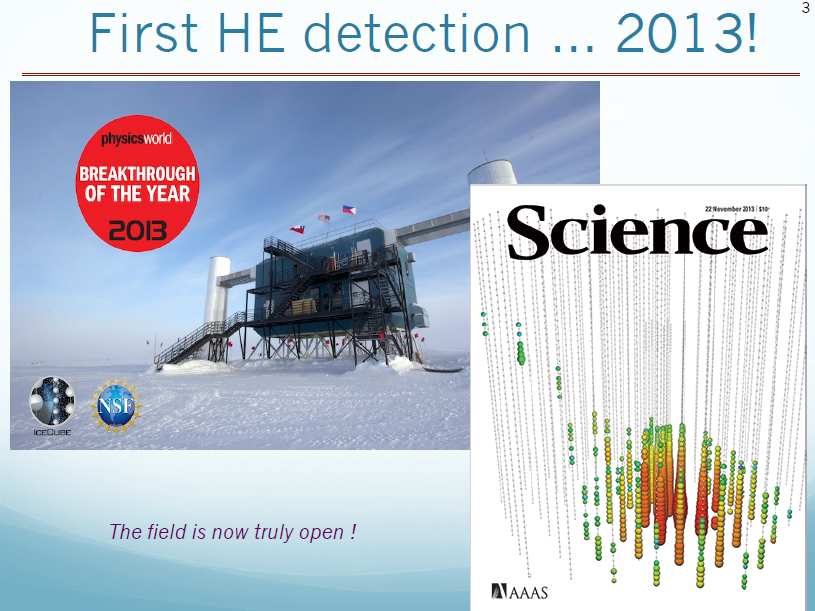 3
First HE detection ... 2013!
physicsworld
BREAKTHROUGH
OF THE YEAR
2013
ICECUBE
NSF
22 November 2013 | $10
Science
AAAS
The field is now truly open !